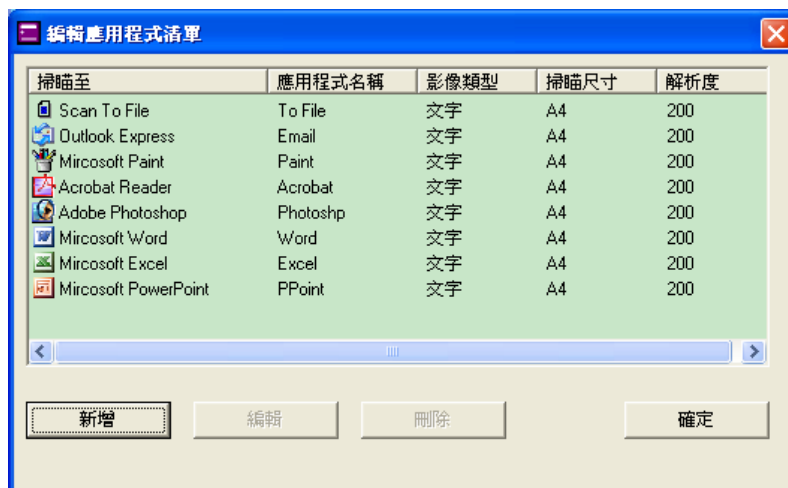 編輯應用程式清單
掃瞄至 應用程式名稱 影像類型 掃瞄尺寸 解析度
Scan To File To File 文字 A4 200
Outlook Express Email 文字 A4 200
Mircosoft Paint Paint 文字 A4 200
Acrobat Reader Acrobat 文字 A4 200
Adobe Photoshop Photoshp 文字 A4 200
Mircosoft Word Word 文字 A4 200
Mircosoft Excel Excel 文字 A4 200
Mircosoft PowerPoint PPoint 文字 A4 200
新增 編輯 刪除 確定